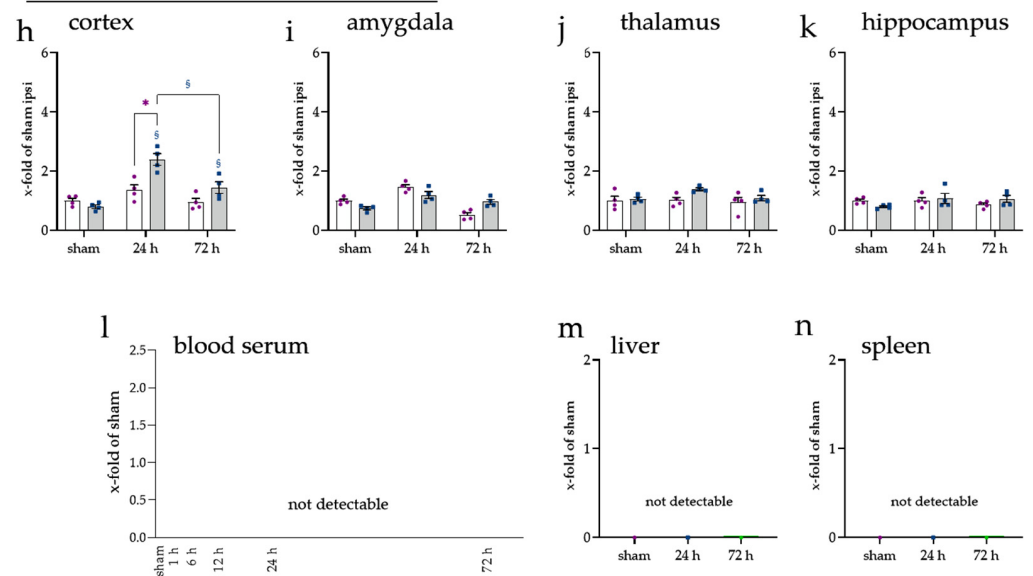 h cortex
x-fold of sham ipsi
6
4
2
0
*
§
§
§
sham 24 h 72 h
i amygdala
x-fold of sham ipsi
6
4
2
0
sham 24 h 72 h
j thalamus
x-fold of sham ipsi
6
4
2
0
sham 24 h 72 h
k hippocampus
x-fold of sham ipsi
6
4
2
0
sham 24 h 72 h
l blood serum
x-fold of sham
2.5
2.0
1.5
1.0
0.5
0.0
not detectable
sham 1 h 6 h 12 h 24 h 72 h
m liver
x-fold of sham
2
1
0
not detectable
sham 24 h 72 h
n spleen
x-fold of sham
2
1
0
not detectable
sham 24 h 72 h